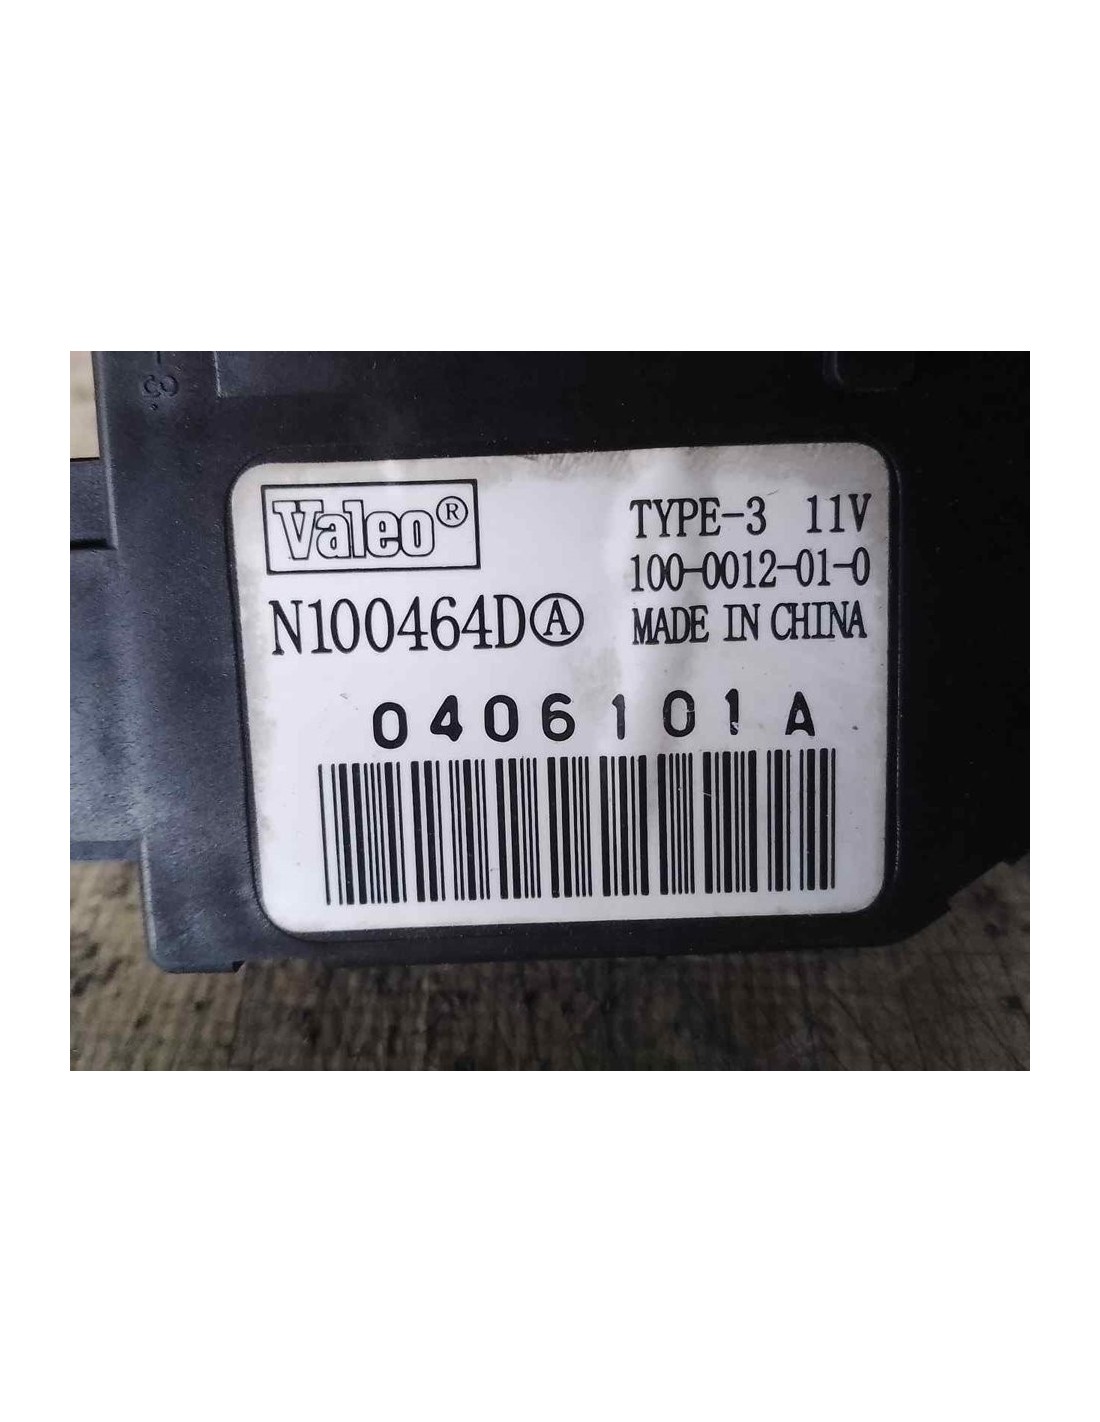 Valeo®
N100464DⒶ
TYPE-3 11V
100-0012-01-0
MADE IN CHINA
0406101A